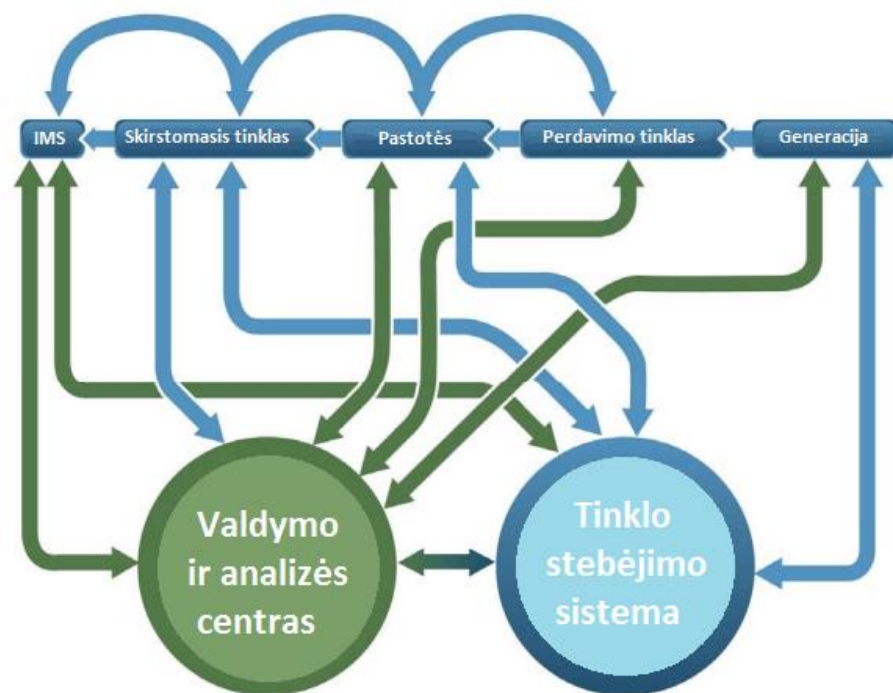 IMS
Skirstomasis tinklas
Pastotės
Perdavimo tinklas
Generacija
Valdymo
ir analizės
centras
Tinklo
stebėjimo
sistema